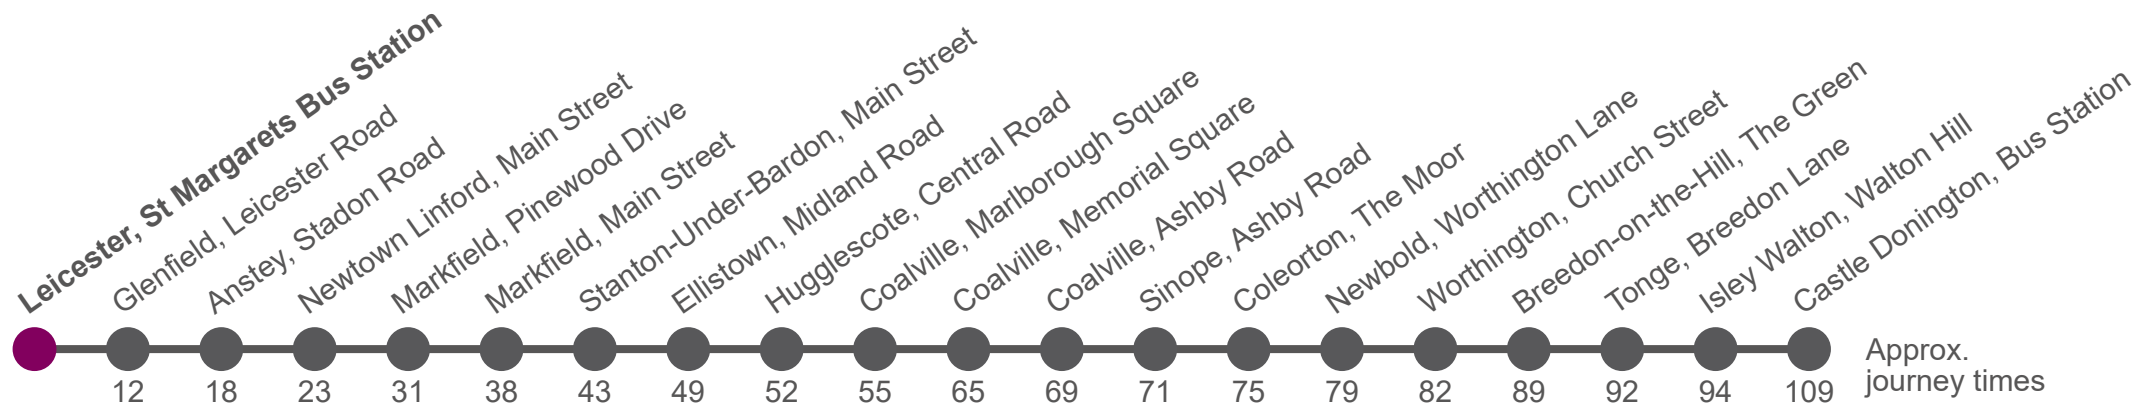 Leicester, St Margarets Bus Station
Glenfield, Leicester Road
Anstey, Stadon Road
Newtown Linford, Main Street
Markfield, Pinewood Drive
Markfield, Main Street
Stanton-Under-Bardon, Main Street
Ellistown, Midland Road
Hugglescote, Central Road
Coalville, Marlborough Square
Coalville, Memorial Square
Coalville, Ashby Road
Sinope, Ashby Road
Coleorton, The Moor
Newbold, Worthington Lane
Worthington, Church Street
Breedon-on-the-Hill, The Green
Tonge, Breedon Lane
Isley Walton, Walton Hill
Castle Donington, Bus Station
12 18 23 31 38 43 49 52 55 65 69 71 75 79 82 89 92 94 109
Approx.
journey times